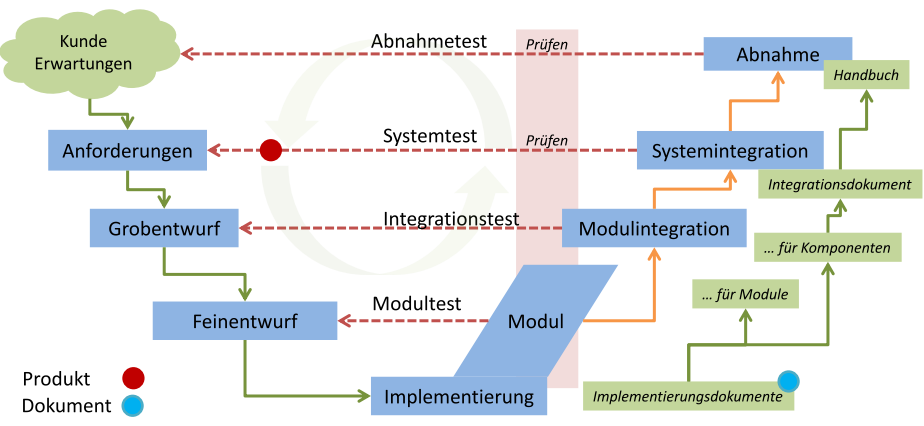 Kunde
Erwartungen
Abnahmetest
Prüfen
Abnahme
Handbuch
Anforderungen
Systemtest
Prüfen
Systemintegration
Integrationsdokument
Grobentwurf
Integrationstest
Modulintegration
... für Komponenten
... für Module
Feinentwurf
Modultest
Modul
Produkt
Dokument
Implementierung
Implementierungsdokumente